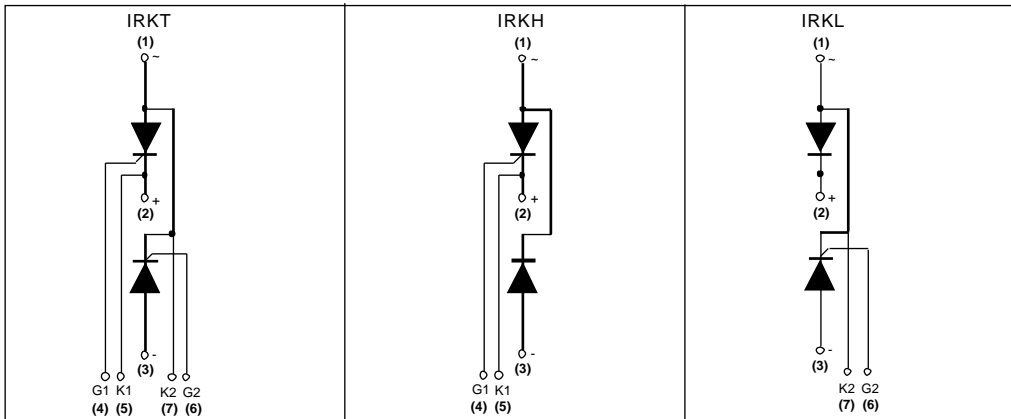 IRKT
(1)
~
+
(2)
-
(3)
G1 K1 K2 G2
(4) (5) (7) (6)
IRKH
(1)
~
+
(2)
-
(3)
G1 K1
(4) (5)
IRKL
(1)
~
+
(2)
-
(3)
K2 G2
(7) (6)